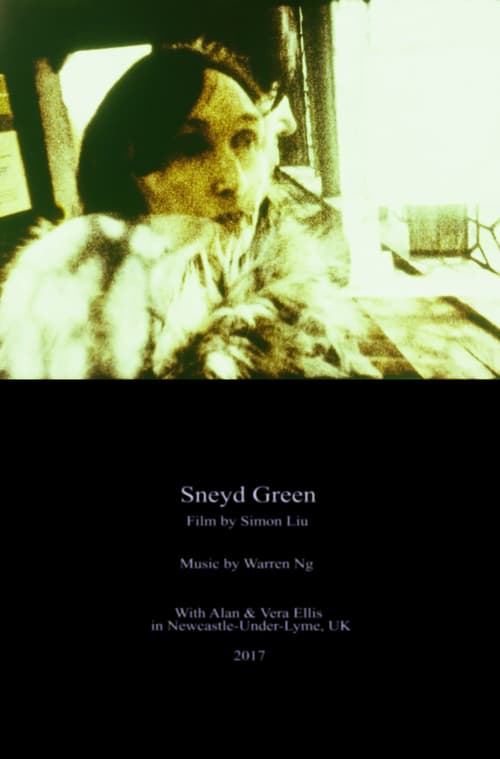 Sneyd Green
Film by Simon Liu
Music by Warren Ng
With Alan & Vera Ellis
in Newcastle-Under-Lyme, UK
2017